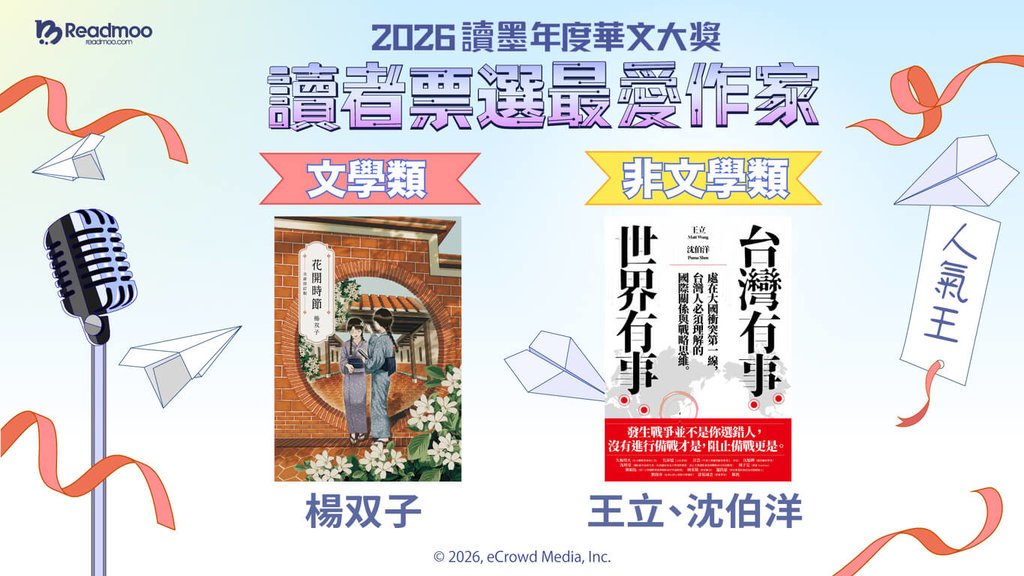 Readmoo
readmoo.com
2026讀墨年度華文大獎
讀者票選最愛作家
文學類
非文學類
花開時節
楊双子
王立
Matt Wang
沈伯洋
Puma Shen
台灣有事
世界有事
處在大國衝突第一線，
台灣人必須理解的
國際關係與戰略思維。
發生戰爭並不是你選錯人，
沒有進行備戰才是，阻止備戰更是。
人氣王
楊双子
王立、沈伯洋
© 2026, eCrowd Media, Inc.